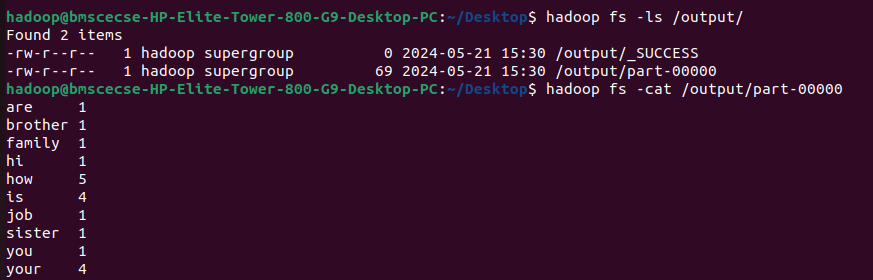 hadoop@bmscecse-HP-Elite-Tower-800-G9-Desktop-PC:~/Desktop$ hadoop fs -ls /output/
Found 2 items
-rw-r--r--   1 hadoop supergroup          0 2024-05-21 15:30 /output/_SUCCESS
-rw-r--r--   1 hadoop supergroup         69 2024-05-21 15:30 /output/part-00000
hadoop@bmscecse-HP-Elite-Tower-800-G9-Desktop-PC:~/Desktop$ hadoop fs -cat /output/part-00000
are     1
brother 1
family  1
hi      1
how     5
is      4
job     1
sister  1
you     1
your    4